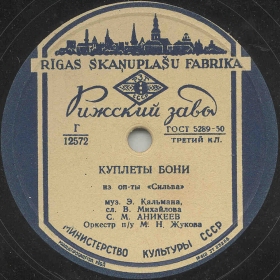 RĪGAS SKAŅUPLAŠU FABRIKA
Рижский завод
Г
12572
ГОСТ 5289-50
ТРЕТИЙ КЛ.
КУПЛЕТЫ БОНИ
из оп-ты «Сильва»
муз. Э. Кальмана,
сл. В. Михайлова
С. М. АНИКЕЕВ
Оркестр п/у М. Н. Жукова
МИНИСТЕРСТВО КУЛЬТУРЫ СССР